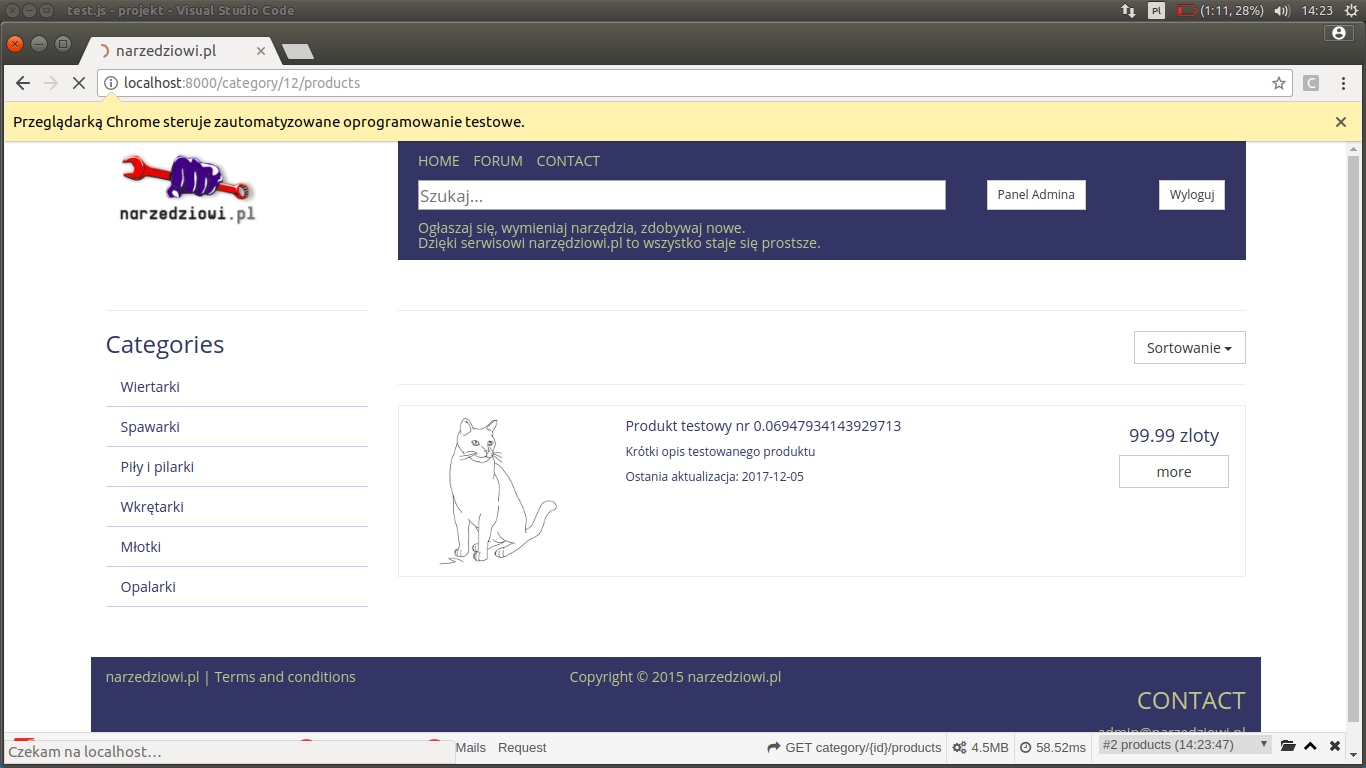 test.js - projekt - Visual Studio Code
Pl
(1:11, 28%)
14:23
narzedziowi.pl
localhost:8000/category/12/products
C
Przeglądarką Chrome steruje zautomatyzowane oprogramowanie testowe.
narzedziowi.pl
HOME FORUM CONTACT
Szukaj...
Panel Admina
Wyloguj
Ogłaszaj się, wymieniaj narzędzia, zdobywaj nowe.
Dzięki serwisowi narzędziowi.pl to wszystko staje się prostsze.
Categories
Wiertarki
Spawarki
Piły i pilarki
Wkrętarki
Młotki
Opalarki
Sortowanie
Produkt testowy nr 0.06947934143929713
Krótki opis testowanego produktu
Ostania aktualizacja: 2017-12-05
99.99 zloty
more
narzedziowi.pl | Terms and conditions
Copyright © 2015 narzedziowi.pl
CONTACT
admin@narzedziowi.pl
Czekam na localhost…
Mails Request
GET category/{id}/products
4.5MB
58.52ms
#2 products (14:23:47)